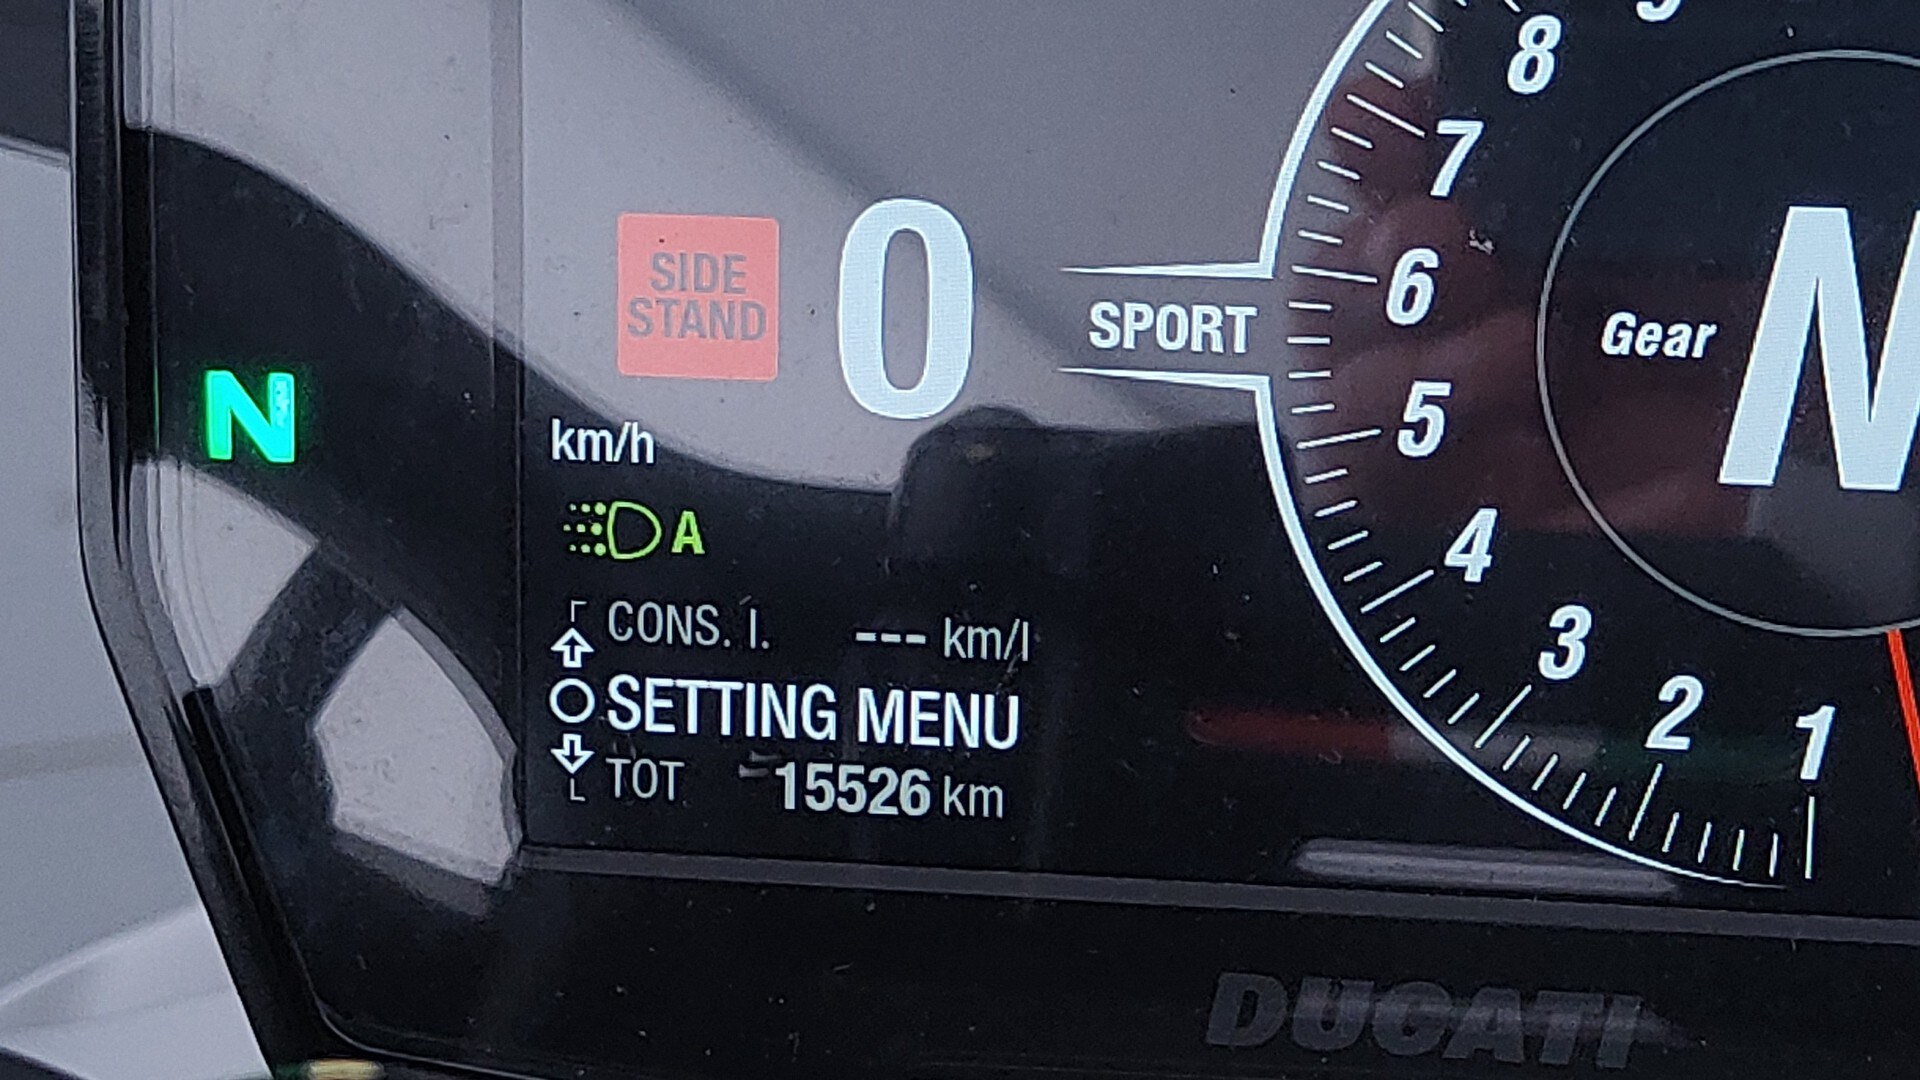 8
7
SIDE
STAND
0
SPORT
6
Gear
N
N
5
km/h
A
4
CONS. I. --- km/l
3
SETTING MENU
2
1
TOT 15526 km
DUCATI